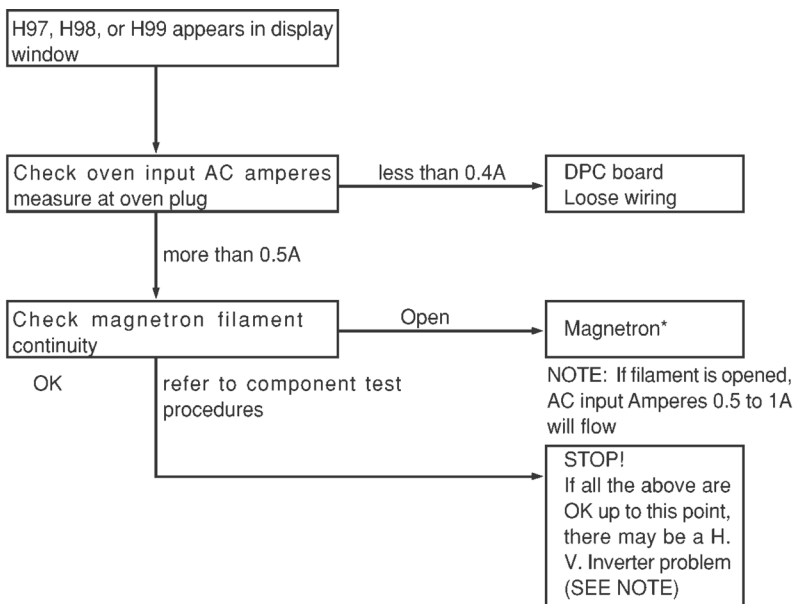 H97, H98, or H99 appears in display
window
Check oven input AC amperes
measure at oven plug
less than 0.4A
DPC board
Loose wiring
more than 0.5A
Check magnetron filament
continuity
Open
Magnetron*
NOTE: If filament is opened,
AC input Amperes 0.5 to 1A
will flow
OK
refer to component test
procedures
STOP!
If all the above are
OK up to this point,
there may be a H.
V. Inverter problem
(SEE NOTE)